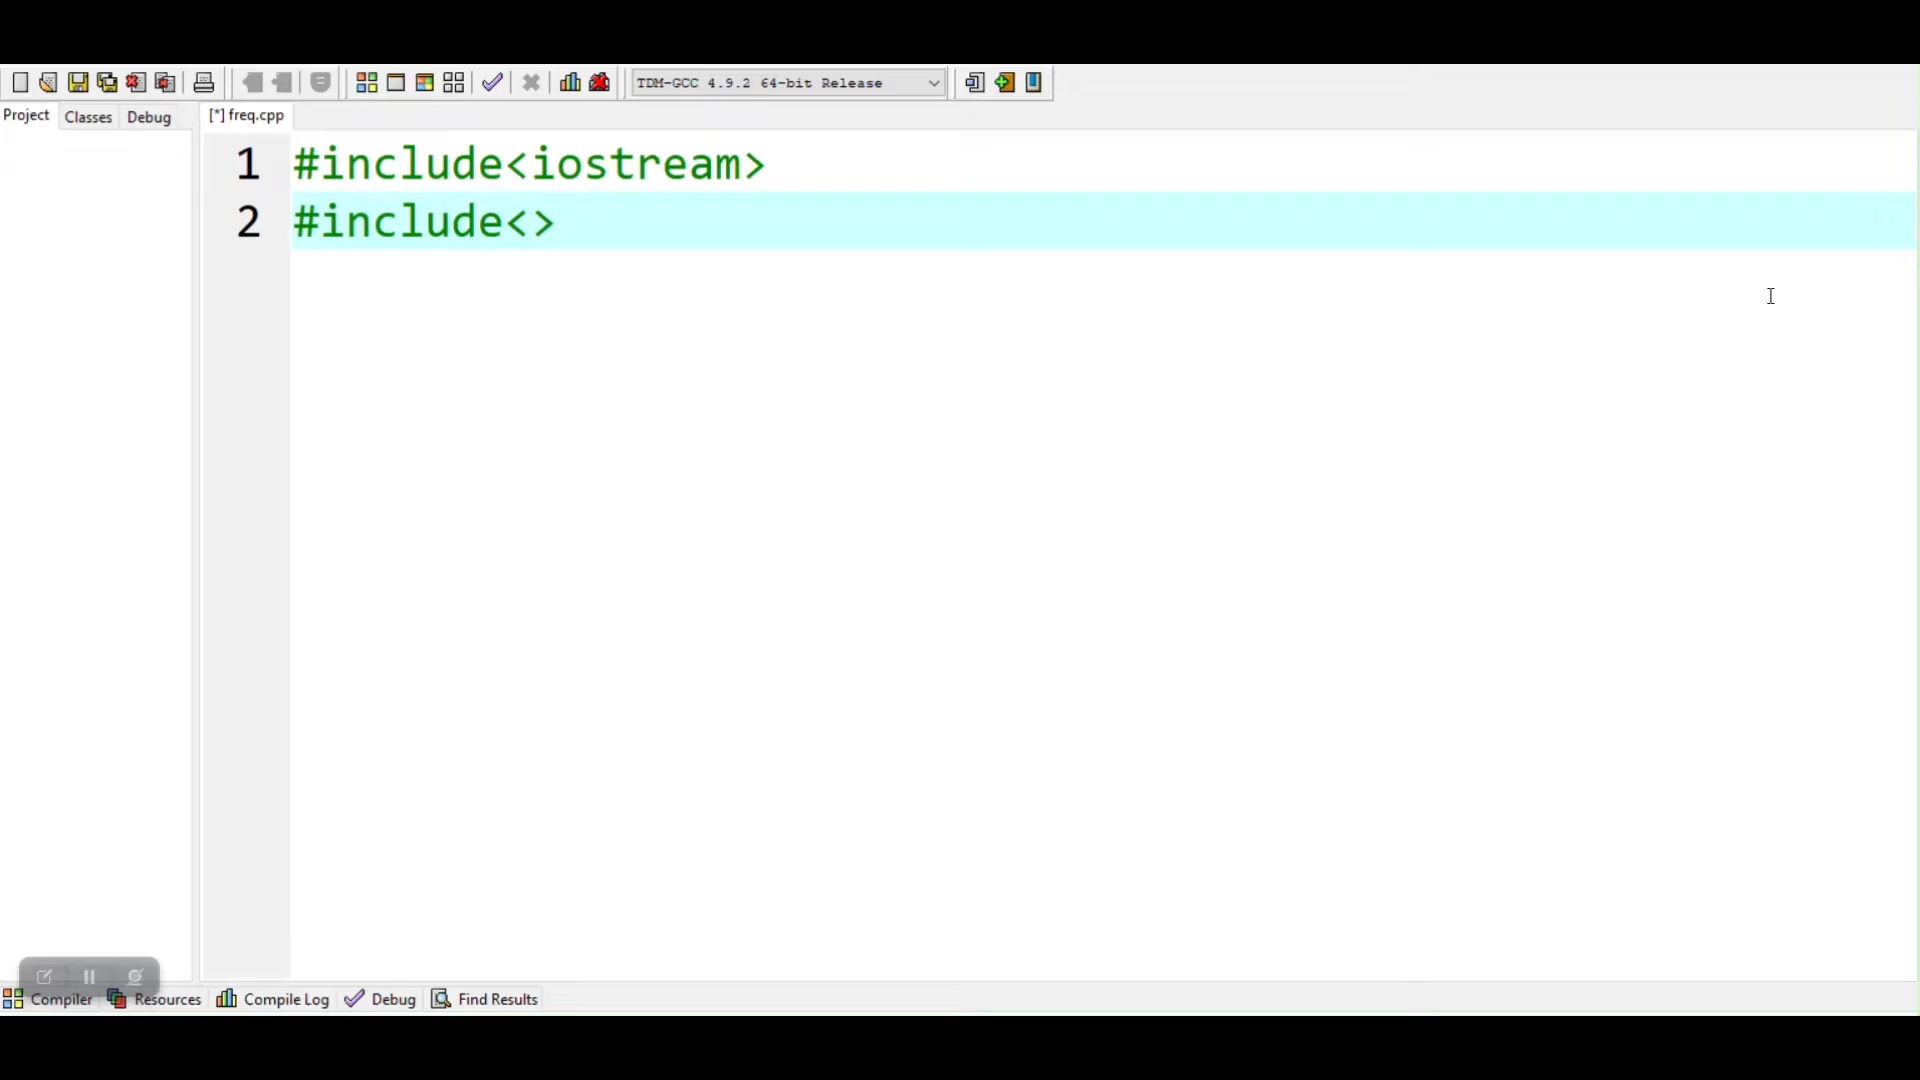 TDM-GCC 4.9.2 64-bit Release
Project Classes Debug [*] freq.cpp
1 #include<iostream>
2 #include<>
Compiler Resources Compile Log Debug Find Results